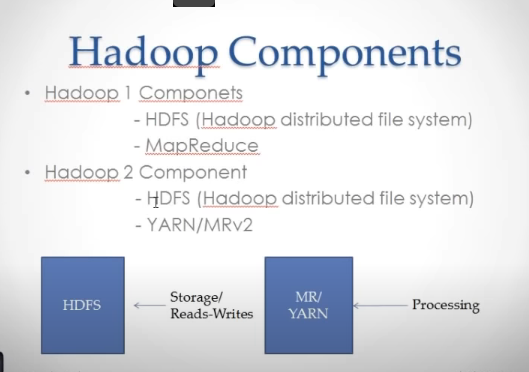 Hadoop Components
• Hadoop 1 Componets
- HDFS (Hadoop distributed file system)
- MapReduce
• Hadoop 2 Component
- HDFS (Hadoop distributed file system)
- YARN/MRv2
HDFS
Storage/
Reads-Writes
MR/
YARN
Processing